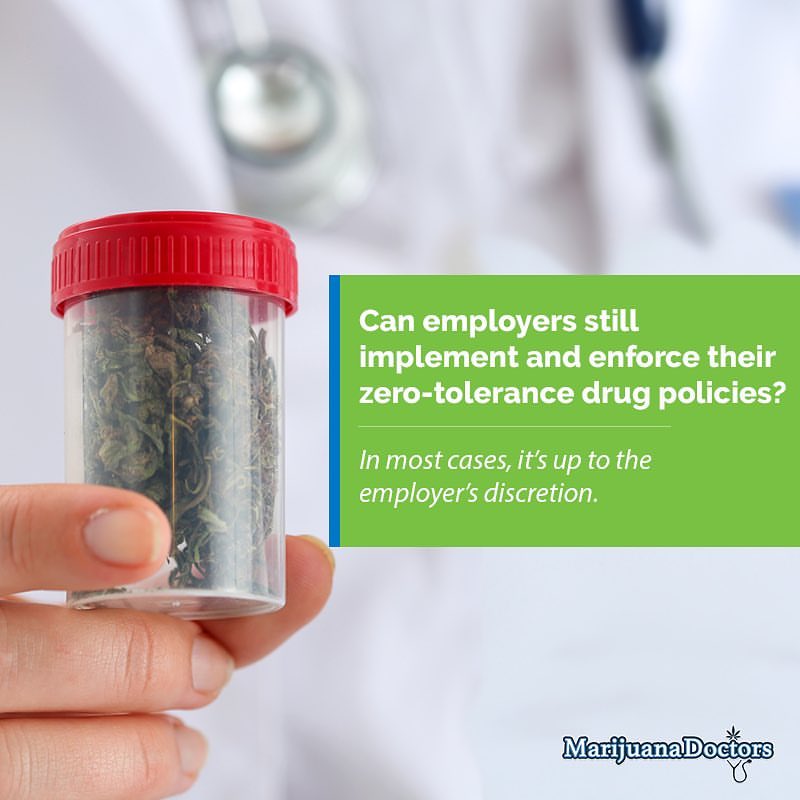 Can employers still
implement and enforce their
zero-tolerance drug policies?
In most cases, it’s up to the
employer’s discretion.
MarijuanaDoctors